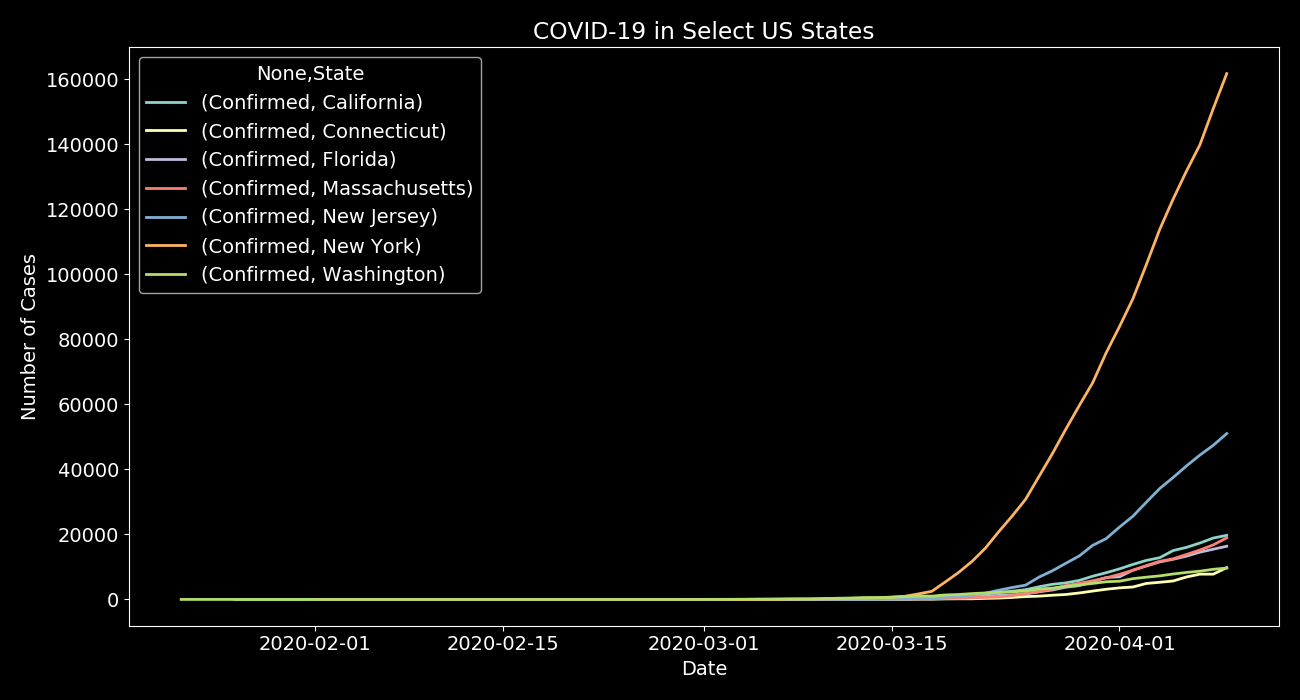 COVID-19 in Select US States
None,State
(Confirmed, California)
(Confirmed, Connecticut)
(Confirmed, Florida)
(Confirmed, Massachusetts)
(Confirmed, New Jersey)
(Confirmed, New York)
(Confirmed, Washington)
Number of Cases
160000
140000
120000
100000
80000
60000
40000
20000
0
2020-02-01 2020-02-15 2020-03-01 2020-03-15 2020-04-01
Date